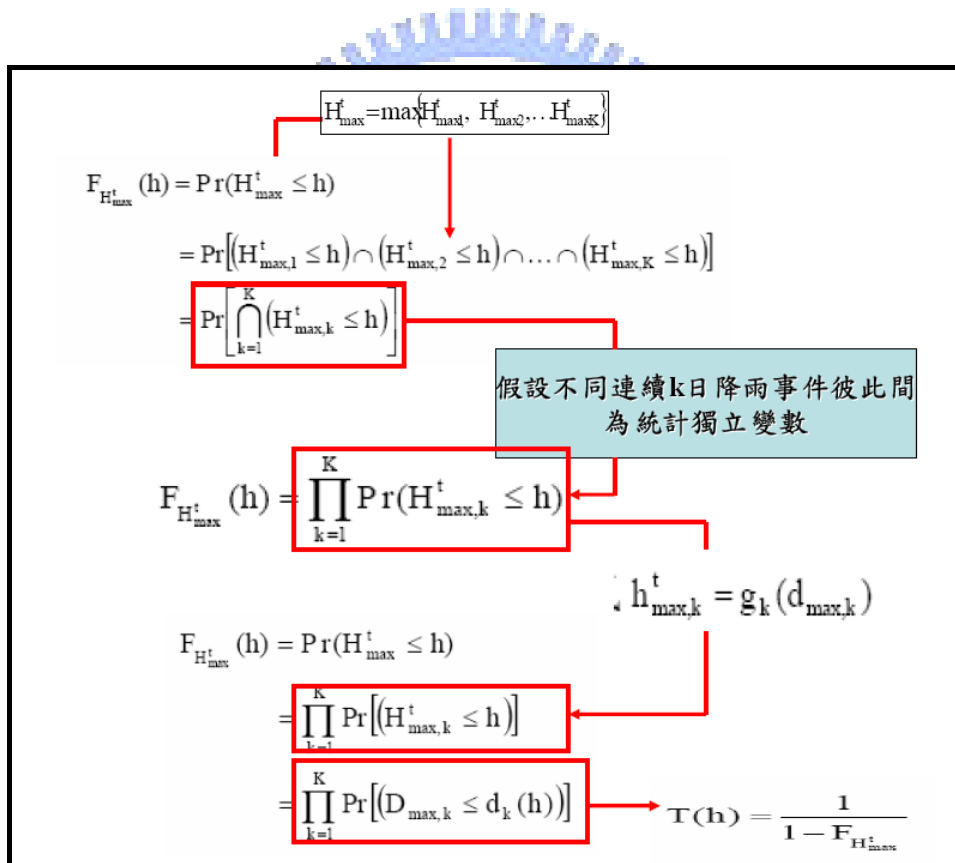 H^t_max=max{H^t_max1, H^t_max2,...H^t_maxK}
F_{H^t_max}(h) = Pr(H^t_max ≤ h)
= Pr[(H^t_max,1 ≤ h)∩(H^t_max,2 ≤ h)∩...∩(H^t_max,K ≤ h)]
= Pr[⋂_{k=1}^{K}(H^t_max,k ≤ h)]
假設不同連續k日降雨事件彼此間
為統計獨立變數
F_{H^t_max}(h) = ∏_{k=1}^{K} Pr(H^t_max,k ≤ h)
h^t_max,k = g_k(d_max,k)
F_{H^t_max}(h) = Pr(H^t_max ≤ h)
= ∏_{k=1}^{K} Pr[(H^t_max,k ≤ h)]
= ∏_{k=1}^{K} Pr[(D_max,k ≤ d_k(h))]
T(h) = 1 / (1 − F_{H^t_max})